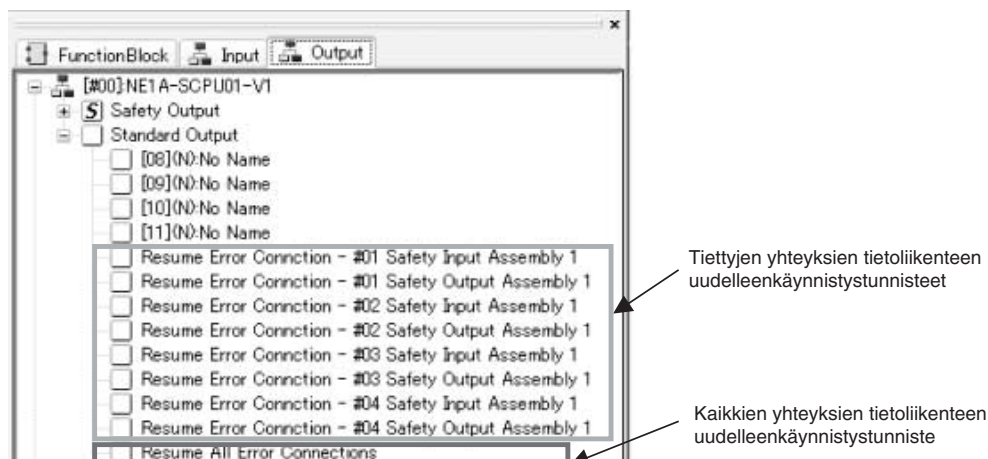 FunctionBlock Input Output
[#00]:NE1A-SCPU01-V1
S Safety Output
Standard Output
[08](N):No Name
[09](N):No Name
[10](N):No Name
[11](N):No Name
Resume Error Connction - #01 Safety Input Assembly 1
Resume Error Connction - #01 Safety Output Assembly 1
Resume Error Connction - #02 Safety Input Assembly 1
Resume Error Connction - #02 Safety Output Assembly 1
Resume Error Connction - #03 Safety Input Assembly 1
Resume Error Connction - #03 Safety Output Assembly 1
Resume Error Connction - #04 Safety Input Assembly 1
Resume Error Connction - #04 Safety Output Assembly 1
Resume All Error Connections
Tiettyjen yhteyksien tietoliikenteen
uudelleenkäynnistystunnisteet
Kaikkien yhteyksien tietoliikenteen
uudelleenkäynnistystunniste